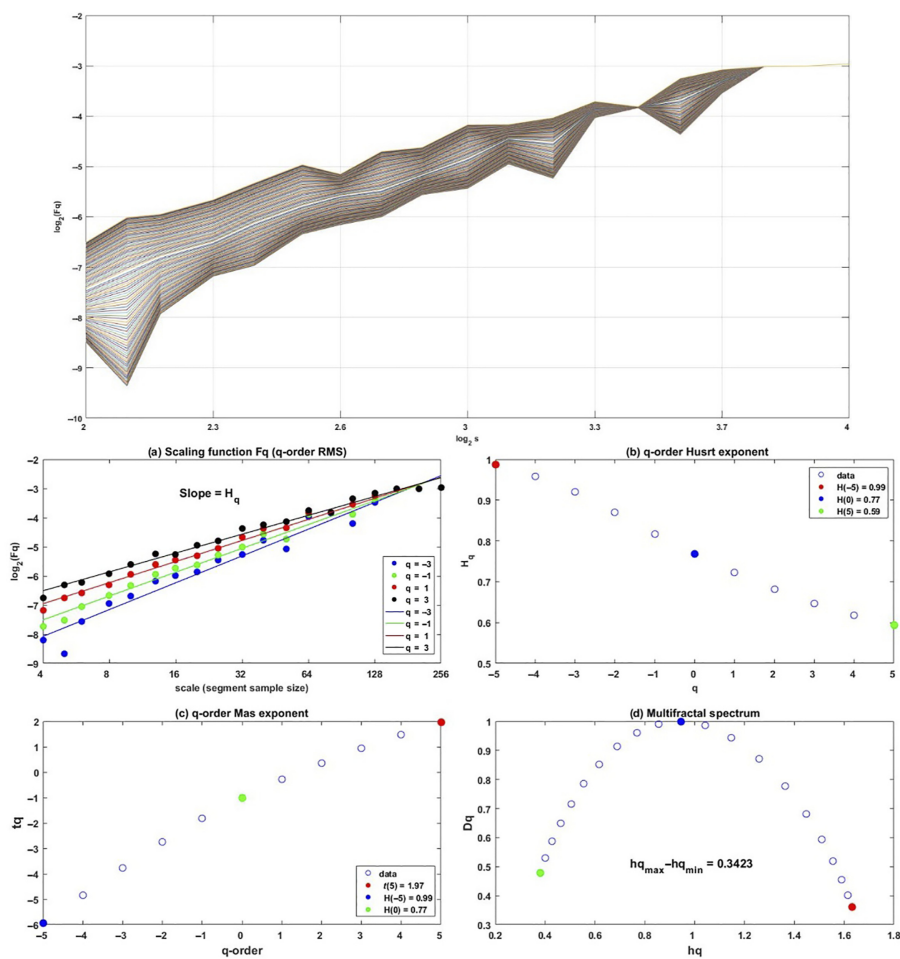 −2
−3
−4
−5
−6
−7
−8
−9
−10
log2(Fq)
2 2.3 2.6 3 3.3 3.7 4
log2 s
(a) Scaling function Fq (q-order RMS)
−2
−3
−4
−5
−6
−7
−8
−9
log2(Fq)
Slope = Hq
q = −3
q = −1
q = 1
q = 3
q = −3
q = −1
q = 1
q = 3
4 8 16 32 64 128 256
scale (segment sample size)
(b) q-order Husrt exponent
1
0.9
0.8
0.7
0.6
0.5
Hq
data
H(−5) = 0.99
H(0) = 0.77
H(5) = 0.59
−5 −4 −3 −2 −1 0 1 2 3 4 5
q
(c) q-order Mas exponent
2
1
0
−1
−2
−3
−4
−5
−6
tq
data
t(5) = 1.97
H(−5) = 0.99
H(0) = 0.77
−5 −4 −3 −2 −1 0 1 2 3 4 5
q-order
(d) Multifractal spectrum
1
0.9
0.8
0.7
0.6
0.5
0.4
0.3
Dq
hqmax−hqmin = 0.3423
0.2 0.4 0.6 0.8 1 1.2 1.4 1.6 1.8
hq